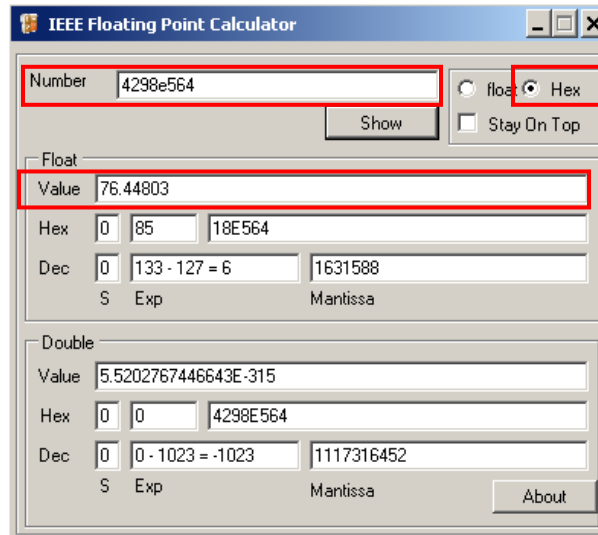 IEEE Floating Point Calculator
Number 4298e564
float Hex
Show
Stay On Top
Float
Value 76.44803
Hex 0 85 18E564
Dec 0 133 - 127 = 6 1631588
S Exp Mantissa
Double
Value 5.5202767446643E-315
Hex 0 0 4298E564
Dec 0 0 - 1023 = -1023 1117316452
S Exp Mantissa
About